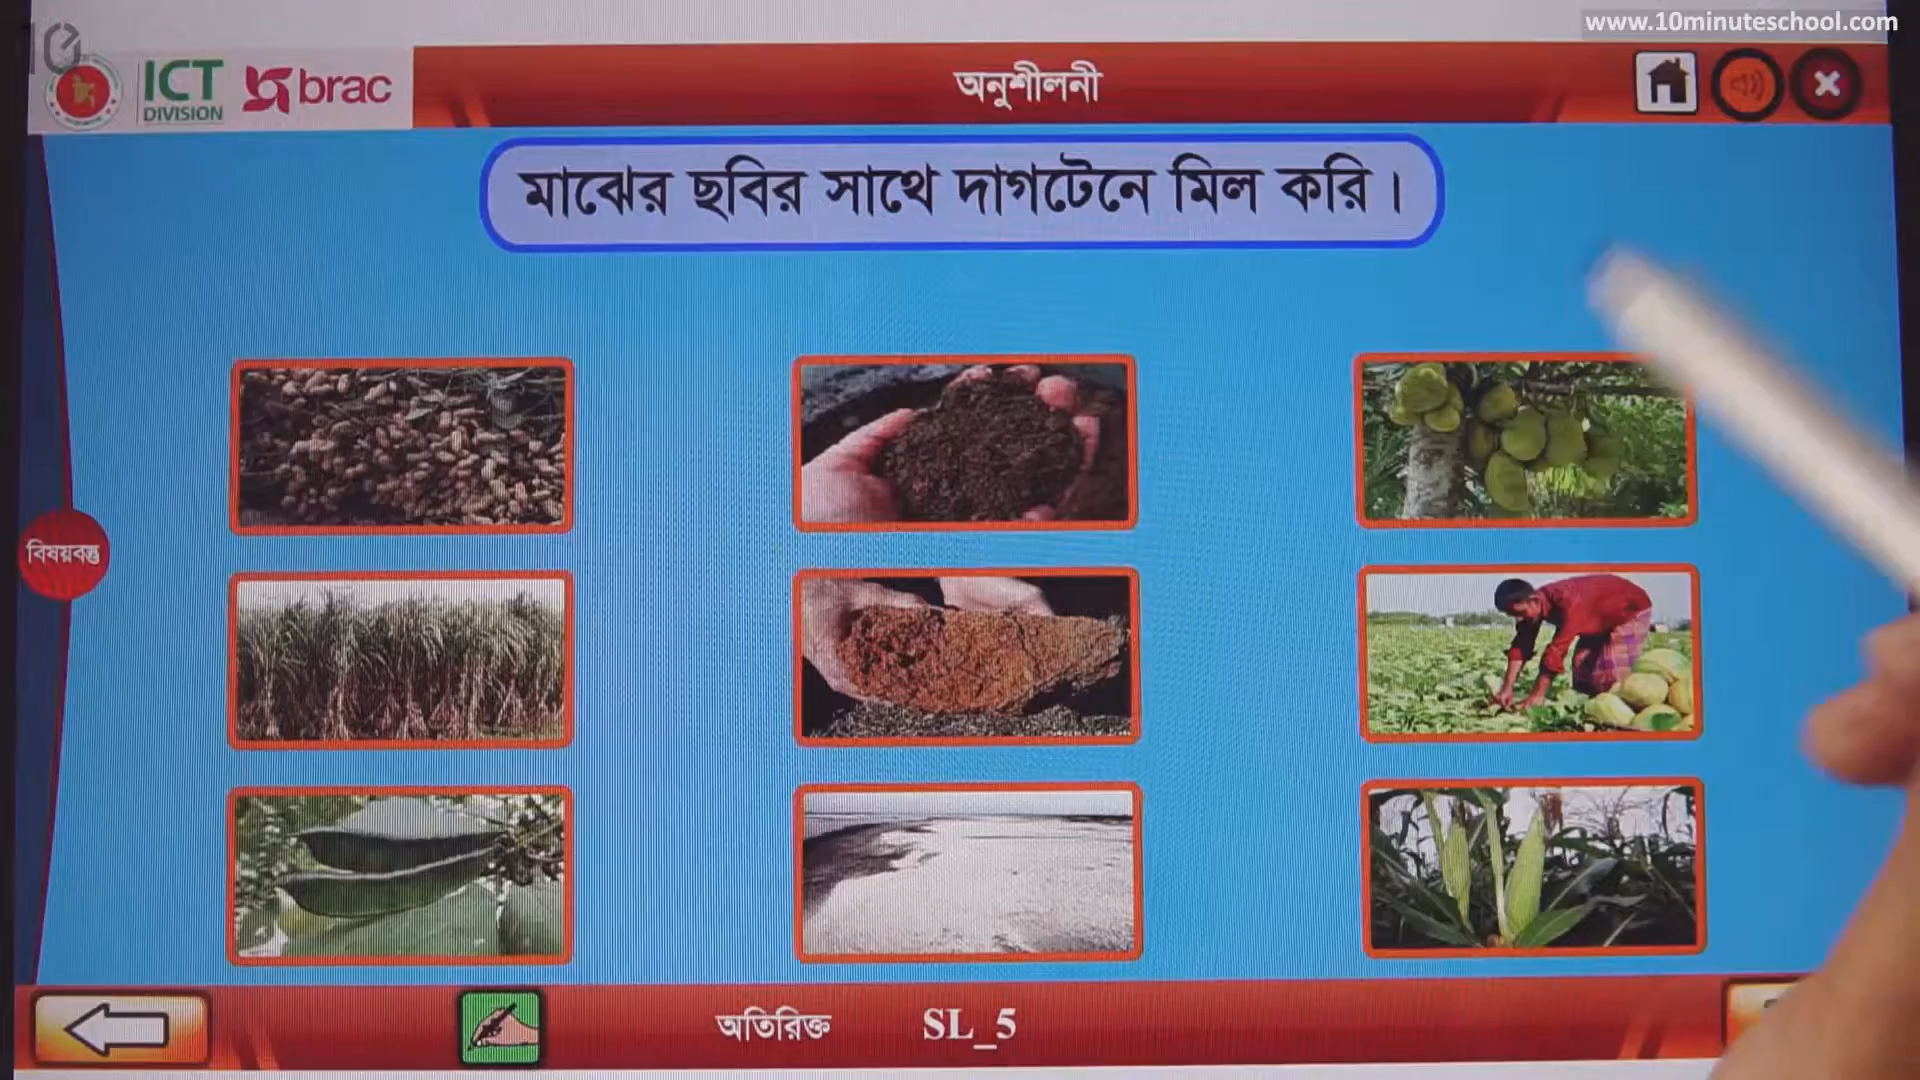 www.10minuteschool.com
ICT
DIVISION
brac
অনুশীলনী
মাঝের ছবির সাথে দাগটেনে মিল করি।
বিষয়বস্তু
অতিরিক্ত
SL_5